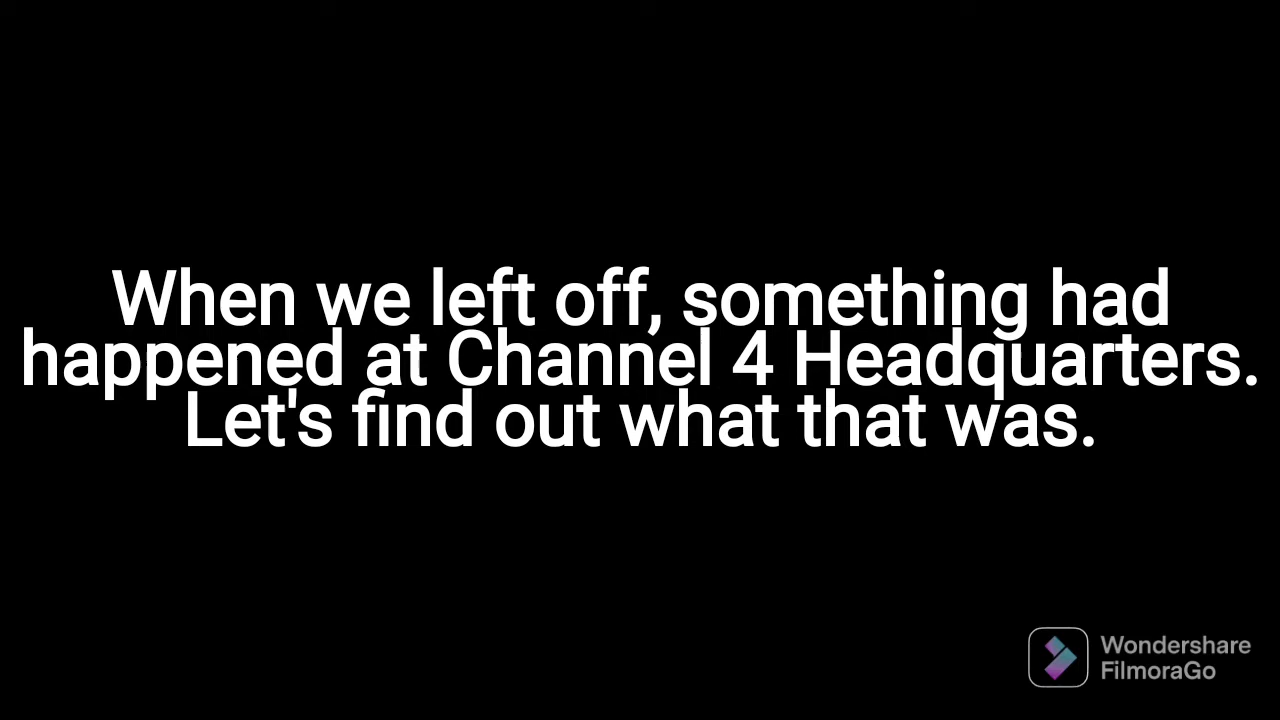 When we left off, something had
happened at Channel 4 Headquarters.
Let's find out what that was.
Wondershare
FilmoraGo